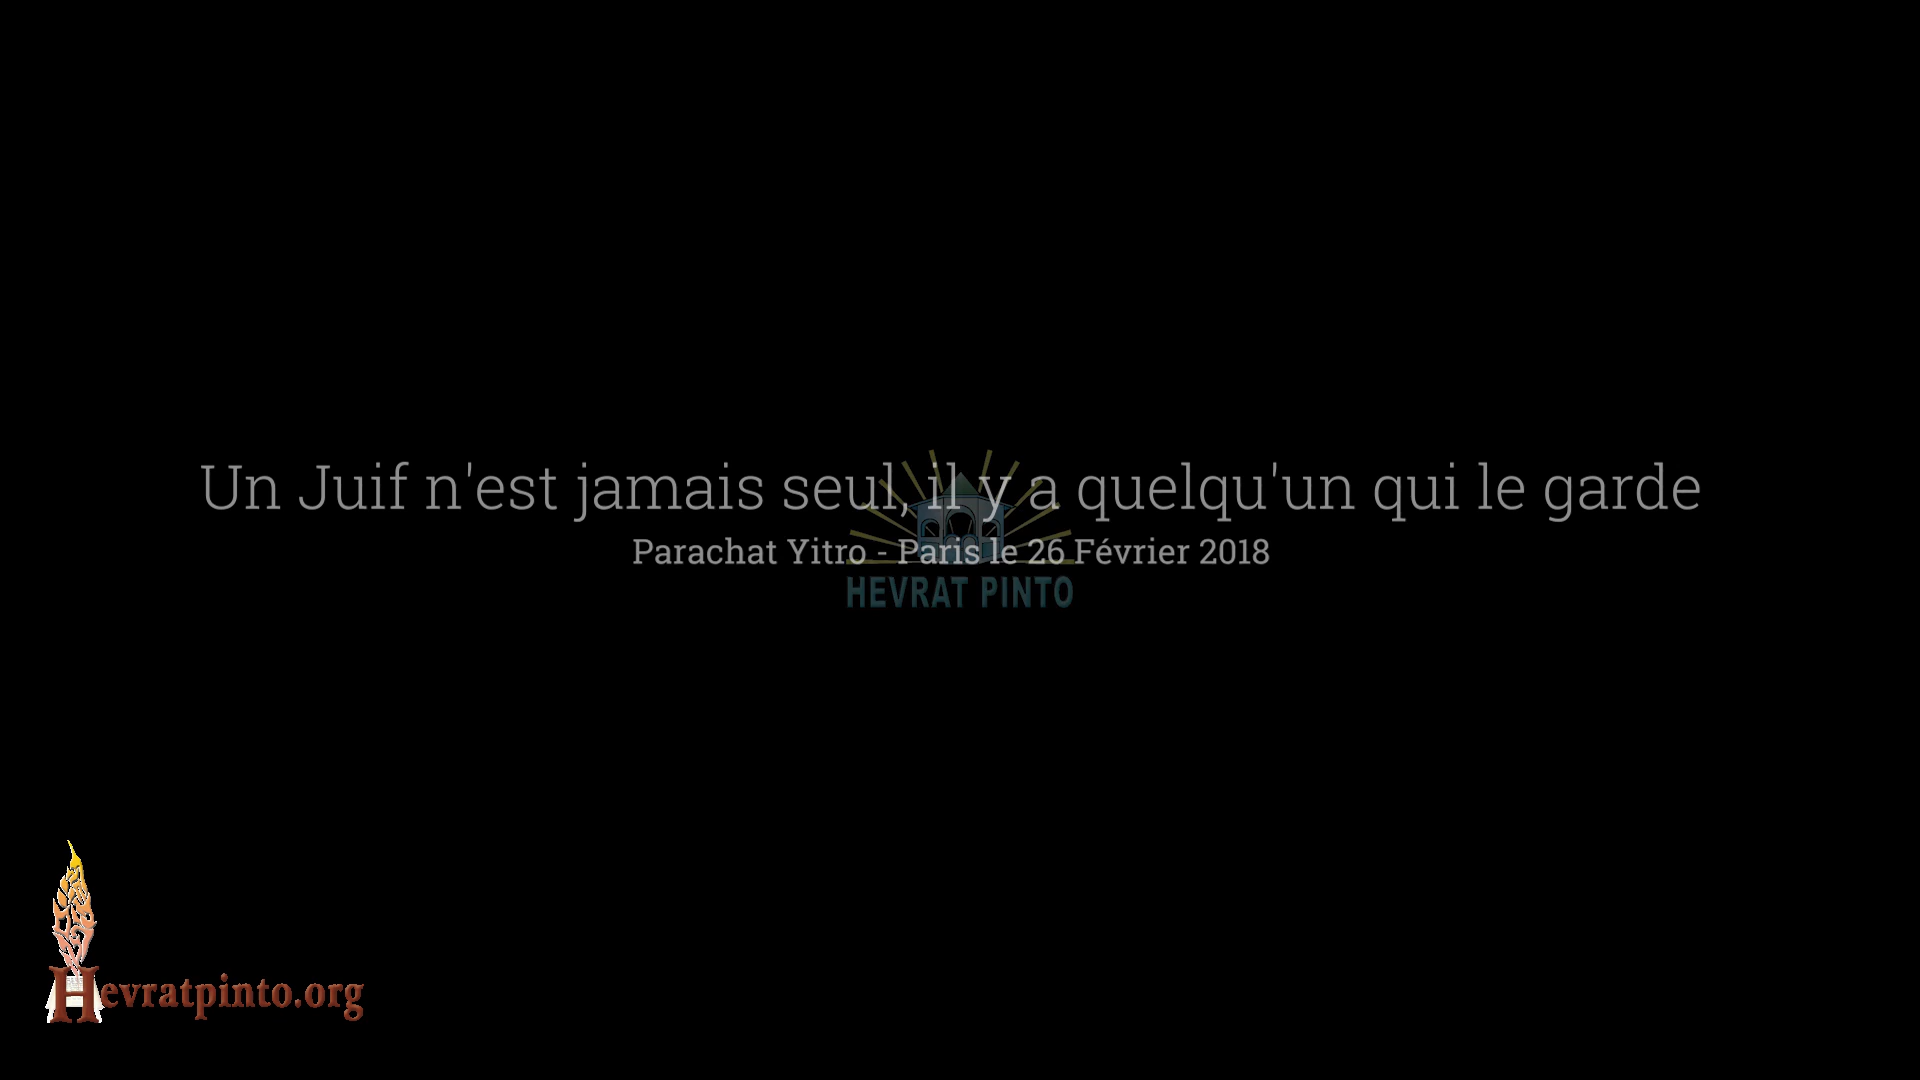 Un Juif n'est jamais seul, il y a quelqu'un qui le garde
Parachat Yitro - Paris le 26 Février 2018
HEVRAT PINTO
Hevratpinto.org